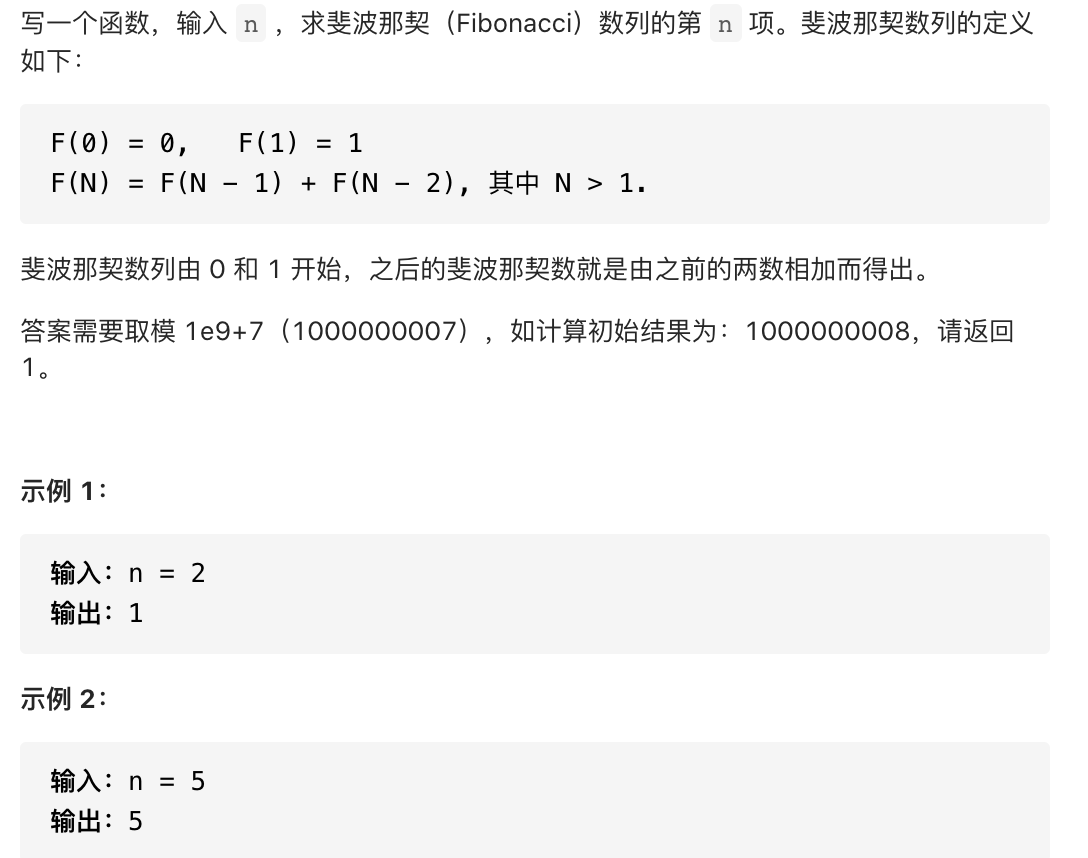 写一个函数，输入 n ，求斐波那契（Fibonacci）数列的第 n 项。斐波那契数列的定义
如下：
F(0) = 0,   F(1) = 1
F(N) = F(N - 1) + F(N - 2), 其中 N > 1.
斐波那契数列由 0 和 1 开始，之后的斐波那契数就是由之前的两数相加而得出。
答案需要取模 1e9+7（1000000007），如计算初始结果为：1000000008，请返回
1。
示例 1：
输入：n = 2
输出：1
示例 2：
输入：n = 5
输出：5